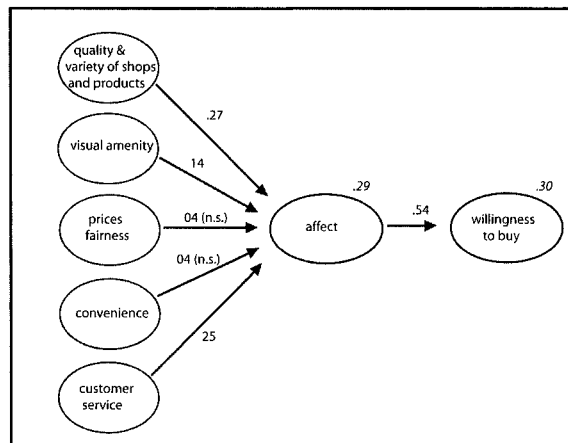 quality &
variety of shops
and products
.27
visual amenity
14
.29
.30
prices
fairness
04 (n.s.)
affect
.54
willingness
to buy
04 (n.s.)
convenience
25
customer
service